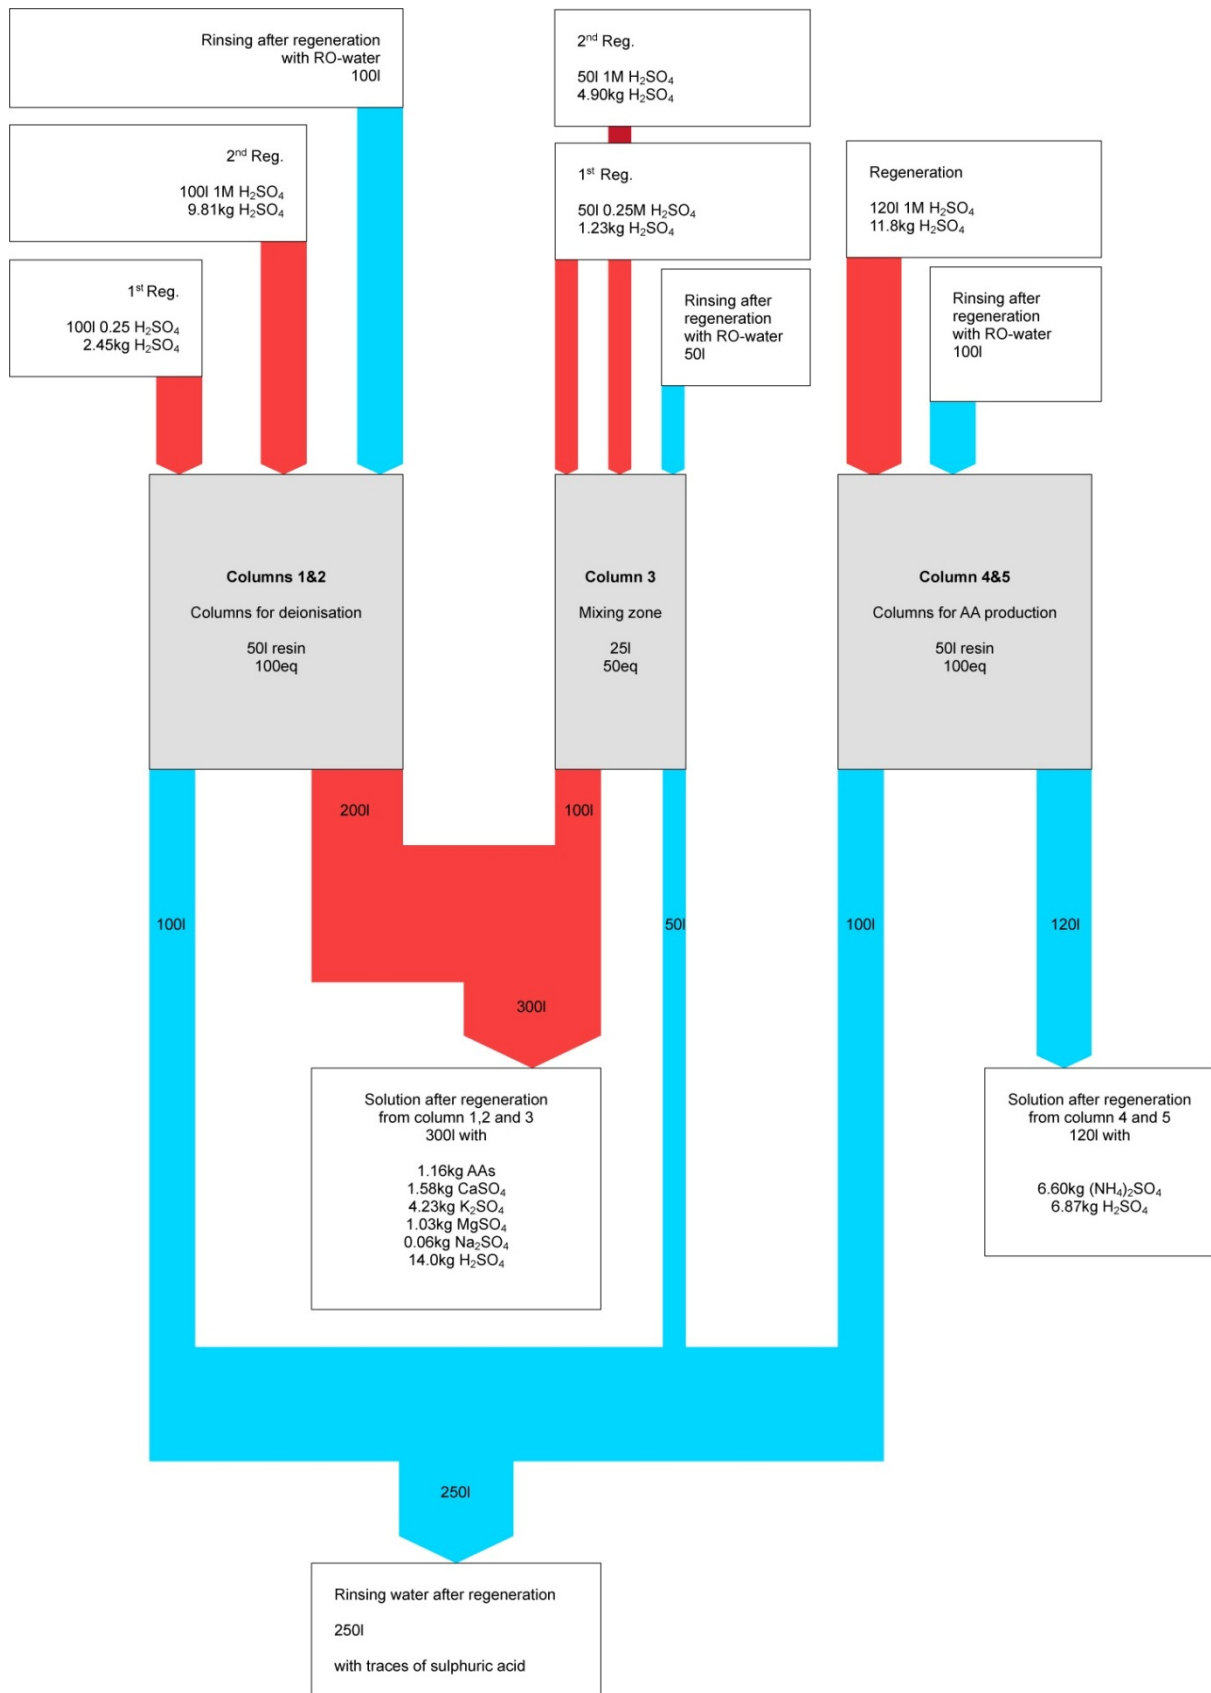 Rinsing after regeneration
with RO-water
100l
2nd Reg.
100l 1M H₂SO₄
9.81kg H₂SO₄
1st Reg.
100l 0.25 H₂SO₄
2.45kg H₂SO₄
2nd Reg.
50l 1M H₂SO₄
4.90kg H₂SO₄
1st Reg.
50l 0.25M H₂SO₄
1.23kg H₂SO₄
Rinsing after
regeneration
with RO-water
50l
Regeneration
120l 1M H₂SO₄
11.8kg H₂SO₄
Rinsing after
regeneration
with RO-water
100l
Columns 1&2
Columns for deionisation
50l resin
100eq
Column 3
Mixing zone
25l
50eq
Column 4&5
Columns for AA production
50l resin
100eq
200l
100l
100l
50l
100l
120l
300l
Solution after regeneration
from column 1,2 and 3
300l with
1.16kg AAs
1.58kg CaSO₄
4.23kg K₂SO₄
1.03kg MgSO₄
0.06kg Na₂SO₄
14.0kg H₂SO₄
Solution after regeneration
from column 4 and 5
120l with
6.60kg (NH₄)₂SO₄
6.87kg H₂SO₄
250l
Rinsing water after regeneration
250l
with traces of sulphuric acid